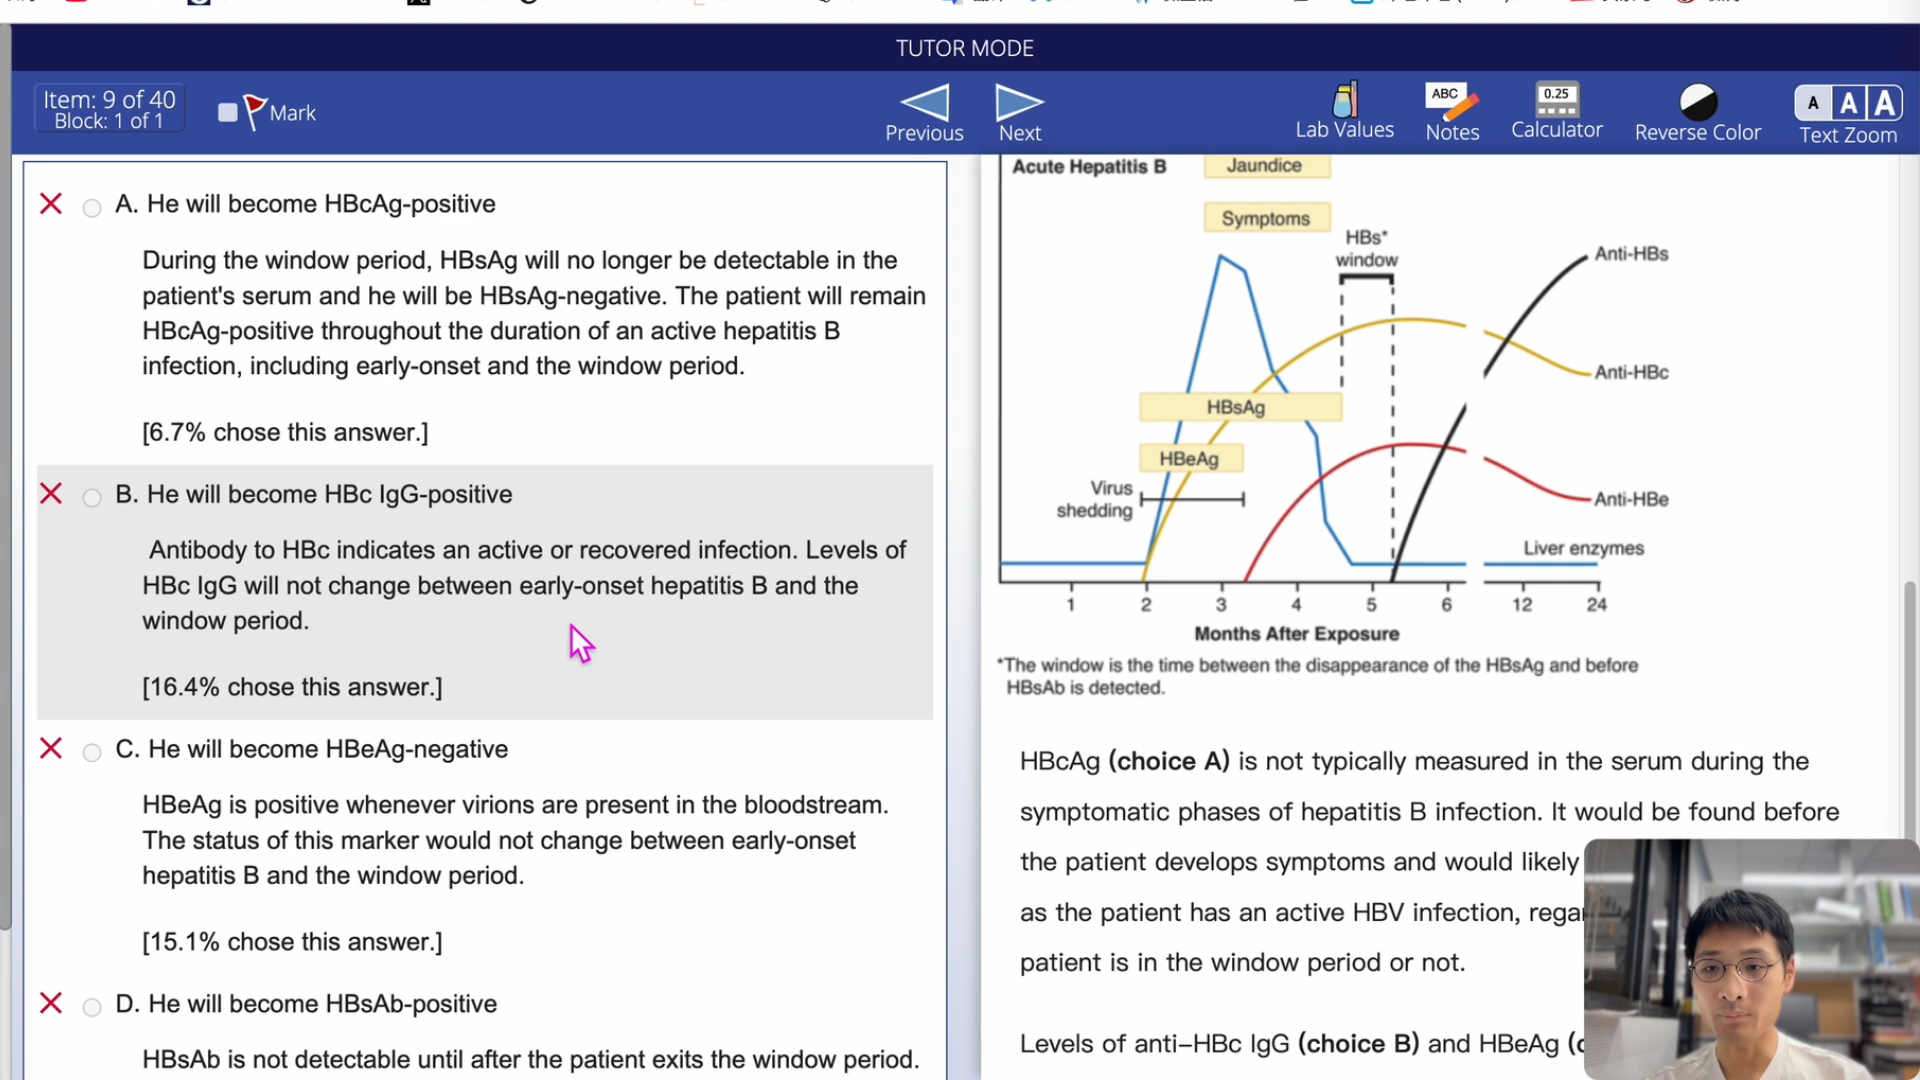 TUTOR MODE
Item: 9 of 40
Block: 1 of 1
Mark
Previous
Next
Lab Values
ABC
Notes
0.25
Calculator
Reverse Color
A A A
Text Zoom
A. He will become HBcAg-positive
During the window period, HBsAg will no longer be detectable in the
patient's serum and he will be HBsAg-negative. The patient will remain
HBcAg-positive throughout the duration of an active hepatitis B
infection, including early-onset and the window period.
[6.7% chose this answer.]
B. He will become HBc IgG-positive
Antibody to HBc indicates an active or recovered infection. Levels of
HBc IgG will not change between early-onset hepatitis B and the
window period.
[16.4% chose this answer.]
C. He will become HBeAg-negative
HBeAg is positive whenever virions are present in the bloodstream.
The status of this marker would not change between early-onset
hepatitis B and the window period.
[15.1% chose this answer.]
D. He will become HBsAb-positive
HBsAb is not detectable until after the patient exits the window period.
Acute Hepatitis B
Jaundice
Symptoms
HBs*
window
Anti-HBs
Anti-HBc
HBsAg
HBeAg
Virus
shedding
Anti-HBe
Liver enzymes
1 2 3 4 5 6 12 24
Months After Exposure
*The window is the time between the disappearance of the HBsAg and before
HBsAb is detected.
HBcAg (choice A) is not typically measured in the serum during the
symptomatic phases of hepatitis B infection. It would be found before
the patient develops symptoms and would likely
as the patient has an active HBV infection,
patient is in the window period or not.
Levels of anti–HBc IgG (choice B) and HBeAg